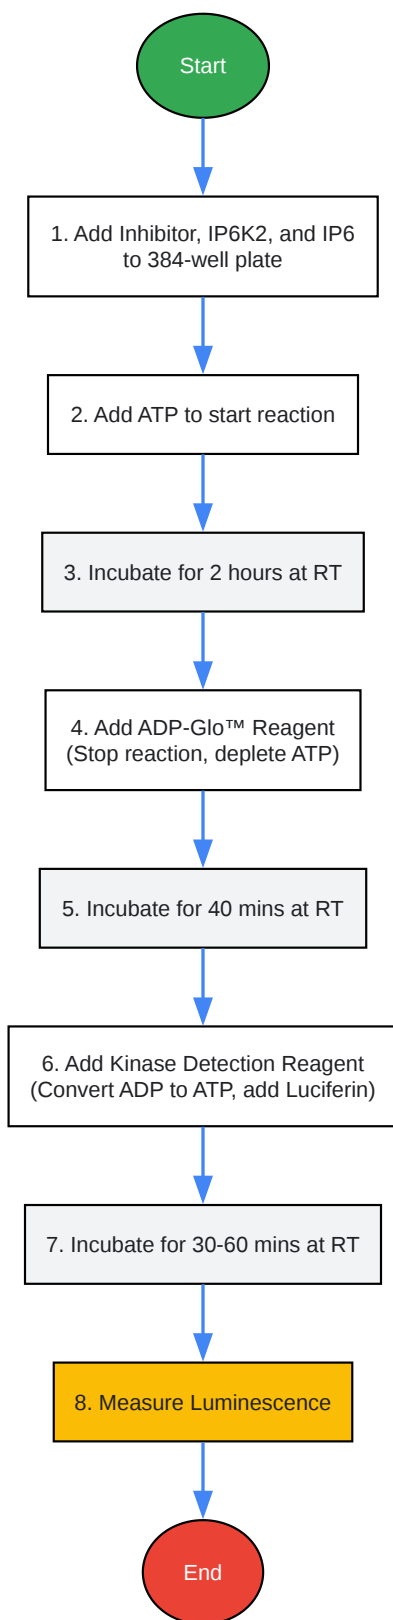 Start
1. Add Inhibitor, IP6K2, and IP6
to 384-well plate
2. Add ATP to start reaction
3. Incubate for 2 hours at RT
4. Add ADP-Glo™ Reagent
(Stop reaction, deplete ATP)
5. Incubate for 40 mins at RT
6. Add Kinase Detection Reagent
(Convert ADP to ATP, add Luciferin)
7. Incubate for 30-60 mins at RT
8. Measure Luminescence
End